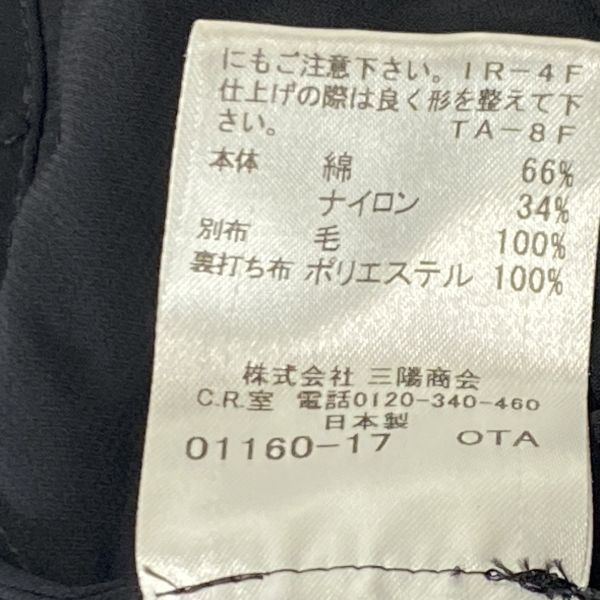 にもご注意下さい。IR-4F
仕上げの際は良く形を整えて下
さい。 TA-8F
本体 綿 66%
ナイロン 34%
別布 毛 100%
裏打ち布 ポリエステル 100%
株式会社 三陽商会
C.R.室 電話0120-340-460
日本製
01160-17 OTA